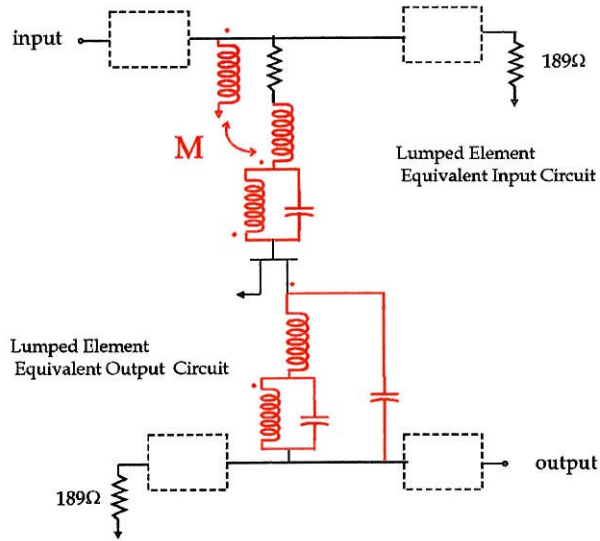 input
189Ω
M
Lumped Element
Equivalent Input Circuit
Lumped Element
Equivalent Output Circuit
189Ω
output